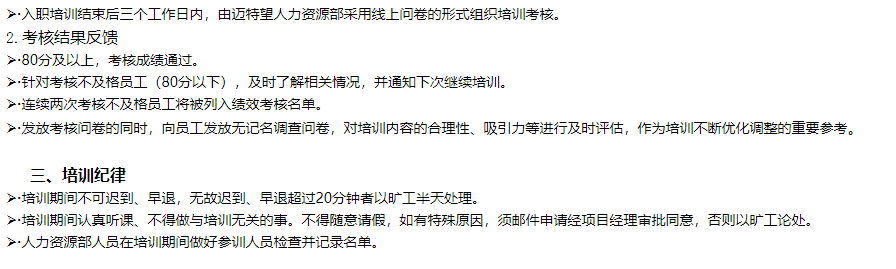 ➢·入职培训结束后三个工作日内，由迈特望人力资源部采用线上问卷的形式组织培训考核。
2.考核结果反馈
➢·80分及以上，考核成绩通过。
➢·针对考核不及格员工（80分以下），及时了解相关情况，并通知下次继续培训。
➢·连续两次考核不及格员工将被列入绩效考核名单。
➢·发放考核问卷的同时，向员工发放无记名调查问卷，对培训内容的合理性、吸引力等进行及时评估，作为培训不断优化调整的重要参考。
三、培训纪律
➢·培训期间不可迟到、早退，无故迟到、早退超过20分钟者以旷工半天处理。
➢·培训期间认真听课、不得做与培训无关的事。不得随意请假，如有特殊原因，须邮件申请经项目经理审批同意，否则以旷工论处。
➢·人力资源部人员在培训期间做好参训人员检查并记录名单。